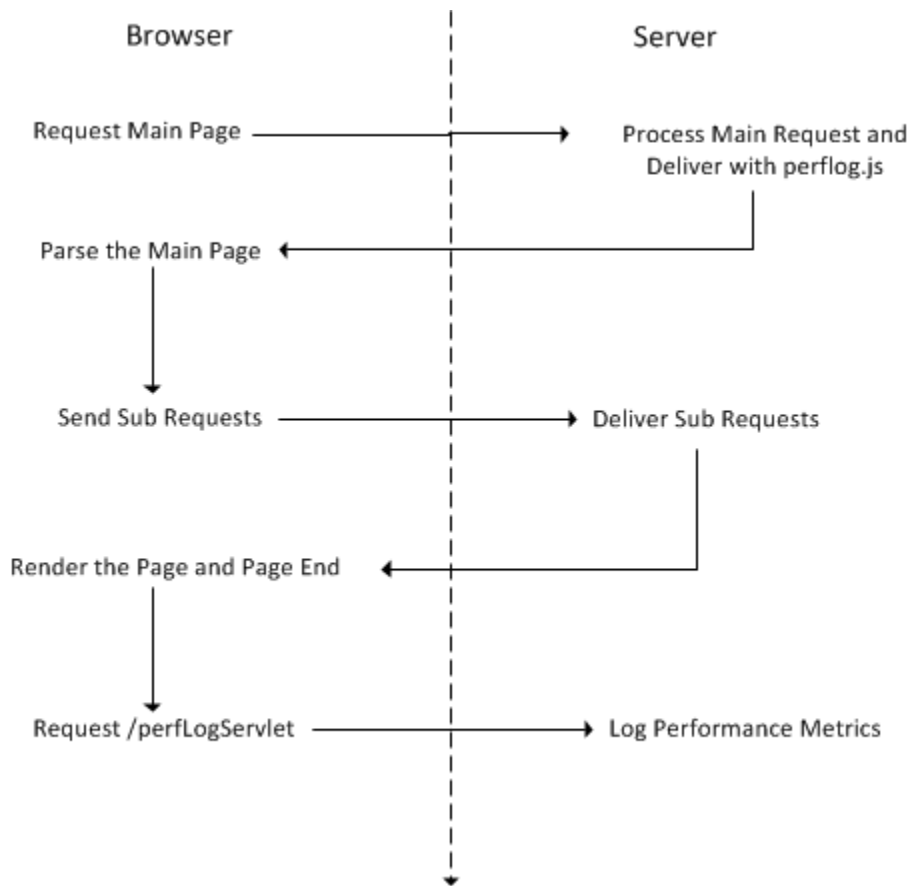 Browser
Server
Request Main Page
Process Main Request and
Deliver with perflog.js
Parse the Main Page
Send Sub Requests
Deliver Sub Requests
Render the Page and Page End
Request /perfLogServlet
Log Performance Metrics